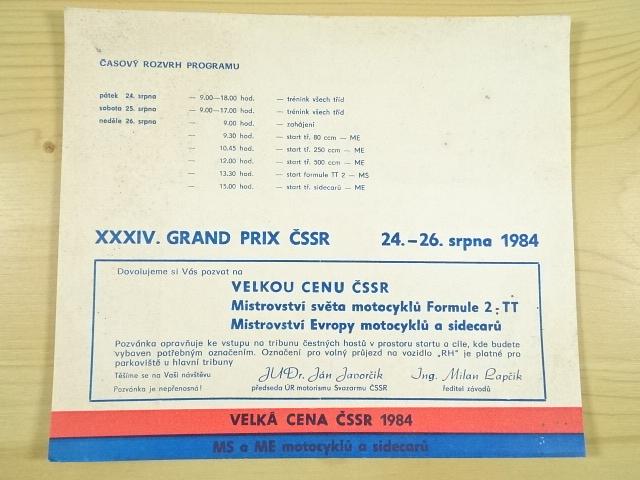 ČASOVÝ ROZVRH PROGRAMU
pátek 24. srpna — 9.00—18.00 hod. — trénink všech tříd
sobota 25. srpna — 9.00—17.00 hod. — trénink všech tříd
neděle 26. srpna — 9.00 hod. — zahájení
— 9.30 hod. — start tř. 80 ccm — ME
— 10.45 hod. — start tř. 250 ccm — ME
— 12.00 hod. — start tř. 500 ccm — ME
— 13.30 hod. — start formule TT 2 — MS
— 15.00 hod. — start tř. sidecarů — ME
XXXIV. GRAND PRIX ČSSR 24.–26. srpna 1984
Dovolujeme si Vás pozvat na
VELKOU CENU ČSSR
Mistrovství světa motocyklů Formule 2-TT
Mistrovství Evropy motocyklů a sidecarů
Pozvánka opravňuje ke vstupu na tribunu čestných hostů v prostoru startu a cíle, kde budete
vybaven potřebným označením. Označení pro volný průjezd na vozidlo „RH" je platné pro
parkoviště u hlavní tribuny
Těšíme se na Vaši návštěvu JUDr. Ján Javorčík Ing. Milan Lapčik
Pozvánka je nepřenosná! předseda ÚR motorismu Svazarmu ČSSR ředitel závodů
VELKÁ CENA ČSSR 1984
MS a ME motocyklů a sidecarů